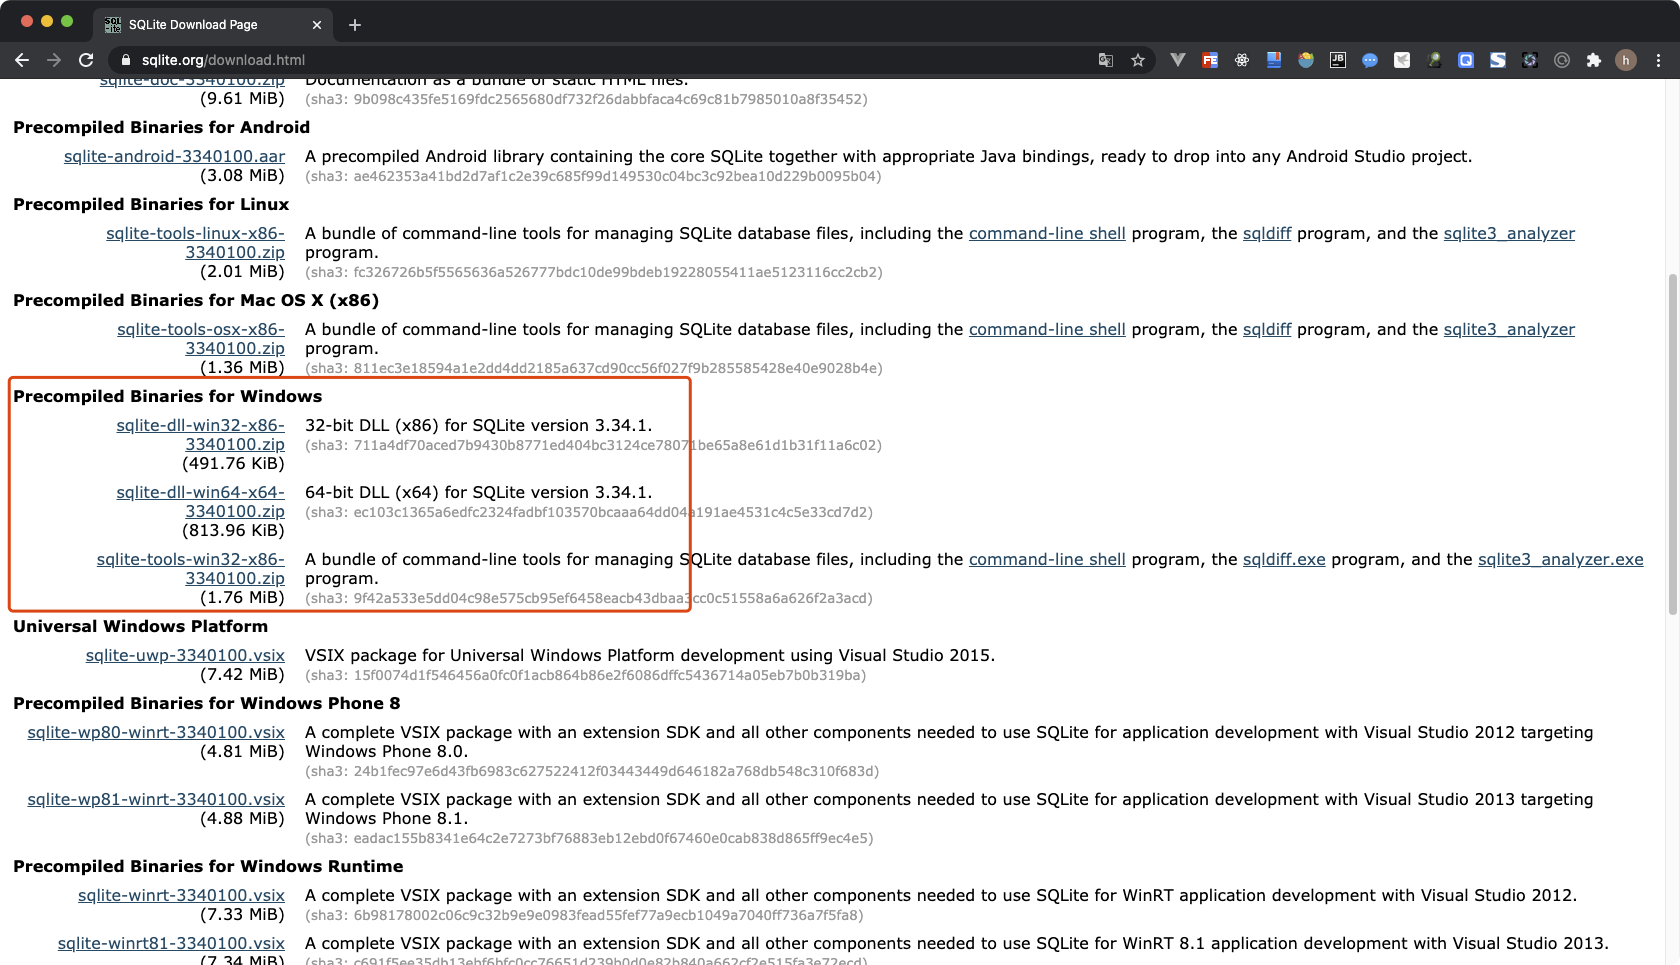 SQLite Download Page
sqlite.org/download.html
sqlite-doc-3340100.zip
(9.61 MiB)
Documentation as a bundle of static HTML files.
(sha3: 9b098c435fe5169fdc2565680df732f26dabbfaca4c69c81b7985010a8f35452)
Precompiled Binaries for Android
sqlite-android-3340100.aar
(3.08 MiB)
A precompiled Android library containing the core SQLite together with appropriate Java bindings, ready to drop into any Android Studio project.
(sha3: ae462353a41bd2d7af1c2e39c685f99d149530c04bc3c92bea10d229b0095b04)
Precompiled Binaries for Linux
sqlite-tools-linux-x86-
3340100.zip
(2.01 MiB)
A bundle of command-line tools for managing SQLite database files, including the command-line shell program, the sqldiff program, and the sqlite3_analyzer
program.
(sha3: fc326726b5f5565636a526777bdc10de99bdeb19228055411ae5123116cc2cb2)
Precompiled Binaries for Mac OS X (x86)
sqlite-tools-osx-x86-
3340100.zip
(1.36 MiB)
A bundle of command-line tools for managing SQLite database files, including the command-line shell program, the sqldiff program, and the sqlite3_analyzer
program.
(sha3: 811ec3e18594a1e2dd4dd2185a637cd90cc56f027f9b285585428e40e9028b4e)
Precompiled Binaries for Windows
sqlite-dll-win32-x86-
3340100.zip
(491.76 KiB)
32-bit DLL (x86) for SQLite version 3.34.1.
(sha3: 711a4df70aced7b9430b8771ed404bc3124ce78071be65a8e61d1b31f11a6c02)
sqlite-dll-win64-x64-
3340100.zip
(813.96 KiB)
64-bit DLL (x64) for SQLite version 3.34.1.
(sha3: ec103c1365a6edfc2324fadbf103570bcaaa64dd04a191ae4531c4c5e33cd7d2)
sqlite-tools-win32-x86-
3340100.zip
(1.76 MiB)
A bundle of command-line tools for managing SQLite database files, including the command-line shell program, the sqldiff.exe program, and the sqlite3_analyzer.exe
program.
(sha3: 9f42a533e5dd04c98e575cb95ef6458eacb43dbaa3cc0c51558a6a626f2a3acd)
Universal Windows Platform
sqlite-uwp-3340100.vsix
(7.42 MiB)
VSIX package for Universal Windows Platform development using Visual Studio 2015.
(sha3: 15f0074d1f546456a0fc0f1acb864b86e2f6086dffc5436714a05eb7b0b319ba)
Precompiled Binaries for Windows Phone 8
sqlite-wp80-winrt-3340100.vsix
(4.81 MiB)
A complete VSIX package with an extension SDK and all other components needed to use SQLite for application development with Visual Studio 2012 targeting
Windows Phone 8.0.
(sha3: 24b1fec97e6d43fb6983c627522412f03443449d646182a768db548c310f683d)
sqlite-wp81-winrt-3340100.vsix
(4.88 MiB)
A complete VSIX package with an extension SDK and all other components needed to use SQLite for application development with Visual Studio 2013 targeting
Windows Phone 8.1.
(sha3: eadac155b8341e64c2e7273bf76883eb12ebd0f67460e0cab838d865ff9ec4e5)
Precompiled Binaries for Windows Runtime
sqlite-winrt-3340100.vsix
(7.33 MiB)
A complete VSIX package with an extension SDK and all other components needed to use SQLite for WinRT application development with Visual Studio 2012.
(sha3: 6b98178002c06c9c32b9e9e0983fead55fef77a9ecb1049a7040ff736a7f5fa8)
sqlite-winrt81-3340100.vsix
(7.34 MiB)
A complete VSIX package with an extension SDK and all other components needed to use SQLite for WinRT 8.1 application development with Visual Studio 2013.